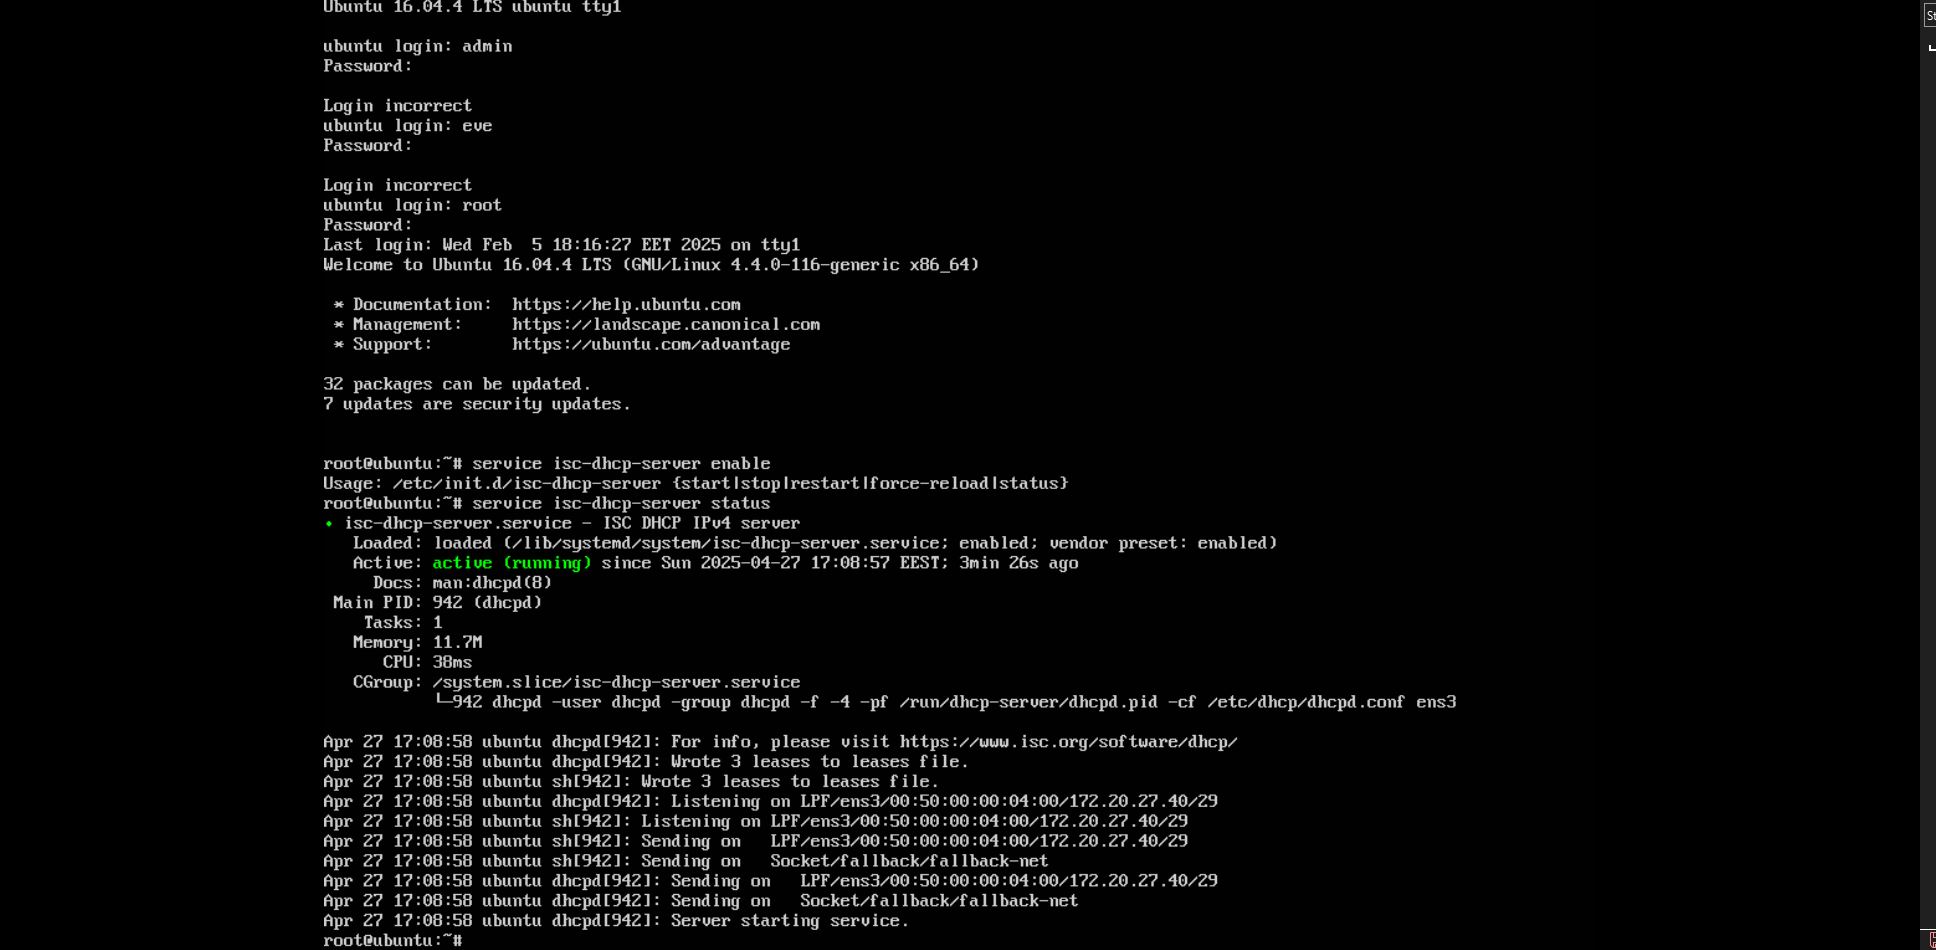 Ubuntu 16.04.4 LTS ubuntu tty1
ubuntu login: admin
Password:
Login incorrect
ubuntu login: eve
Password:
Login incorrect
ubuntu login: root
Password:
Last login: Wed Feb  5 18:16:27 EET 2025 on tty1
Welcome to Ubuntu 16.04.4 LTS (GNU/Linux 4.4.0-116-generic x86_64)
* Documentation:  https://help.ubuntu.com
* Management:     https://landscape.canonical.com
* Support:        https://ubuntu.com/advantage
32 packages can be updated.
7 updates are security updates.
root@ubuntu:~# service isc-dhcp-server enable
Usage: /etc/init.d/isc-dhcp-server {start|stop|restart|force-reload|status}
root@ubuntu:~# service isc-dhcp-server status
• isc-dhcp-server.service - ISC DHCP IPv4 server
Loaded: loaded (/lib/systemd/system/isc-dhcp-server.service; enabled; vendor preset: enabled)
Active: active (running) since Sun 2025-04-27 17:08:57 EEST; 3min 26s ago
Docs: man:dhcpd(8)
Main PID: 942 (dhcpd)
Tasks: 1
Memory: 11.7M
CPU: 38ms
CGroup: /system.slice/isc-dhcp-server.service
└─942 dhcpd -user dhcpd -group dhcpd -f -4 -pf /run/dhcp-server/dhcpd.pid -cf /etc/dhcp/dhcpd.conf ens3
Apr 27 17:08:58 ubuntu dhcpd[942]: For info, please visit https://www.isc.org/software/dhcp/
Apr 27 17:08:58 ubuntu dhcpd[942]: Wrote 3 leases to leases file.
Apr 27 17:08:58 ubuntu sh[942]: Wrote 3 leases to leases file.
Apr 27 17:08:58 ubuntu dhcpd[942]: Listening on LPF/ens3/00:50:00:00:04:00/172.20.27.40/29
Apr 27 17:08:58 ubuntu sh[942]: Listening on LPF/ens3/00:50:00:00:04:00/172.20.27.40/29
Apr 27 17:08:58 ubuntu sh[942]: Sending on   LPF/ens3/00:50:00:00:04:00/172.20.27.40/29
Apr 27 17:08:58 ubuntu sh[942]: Sending on   Socket/fallback/fallback-net
Apr 27 17:08:58 ubuntu dhcpd[942]: Sending on   LPF/ens3/00:50:00:00:04:00/172.20.27.40/29
Apr 27 17:08:58 ubuntu dhcpd[942]: Sending on   Socket/fallback/fallback-net
Apr 27 17:08:58 ubuntu dhcpd[942]: Server starting service.
root@ubuntu:~#